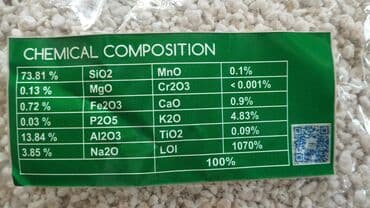 CHEMICAL COMPOSITION
73.81 % SiO2 MnO 0.1%
0.13 % MgO Cr2O3 < 0.001%
0.72 % Fe2O3 CaO 0.9%
0.03 % P2O5 K2O 4.83%
13.84 % Al2O3 TiO2 0.09%
3.85 % Na2O LOI 1070%
100%